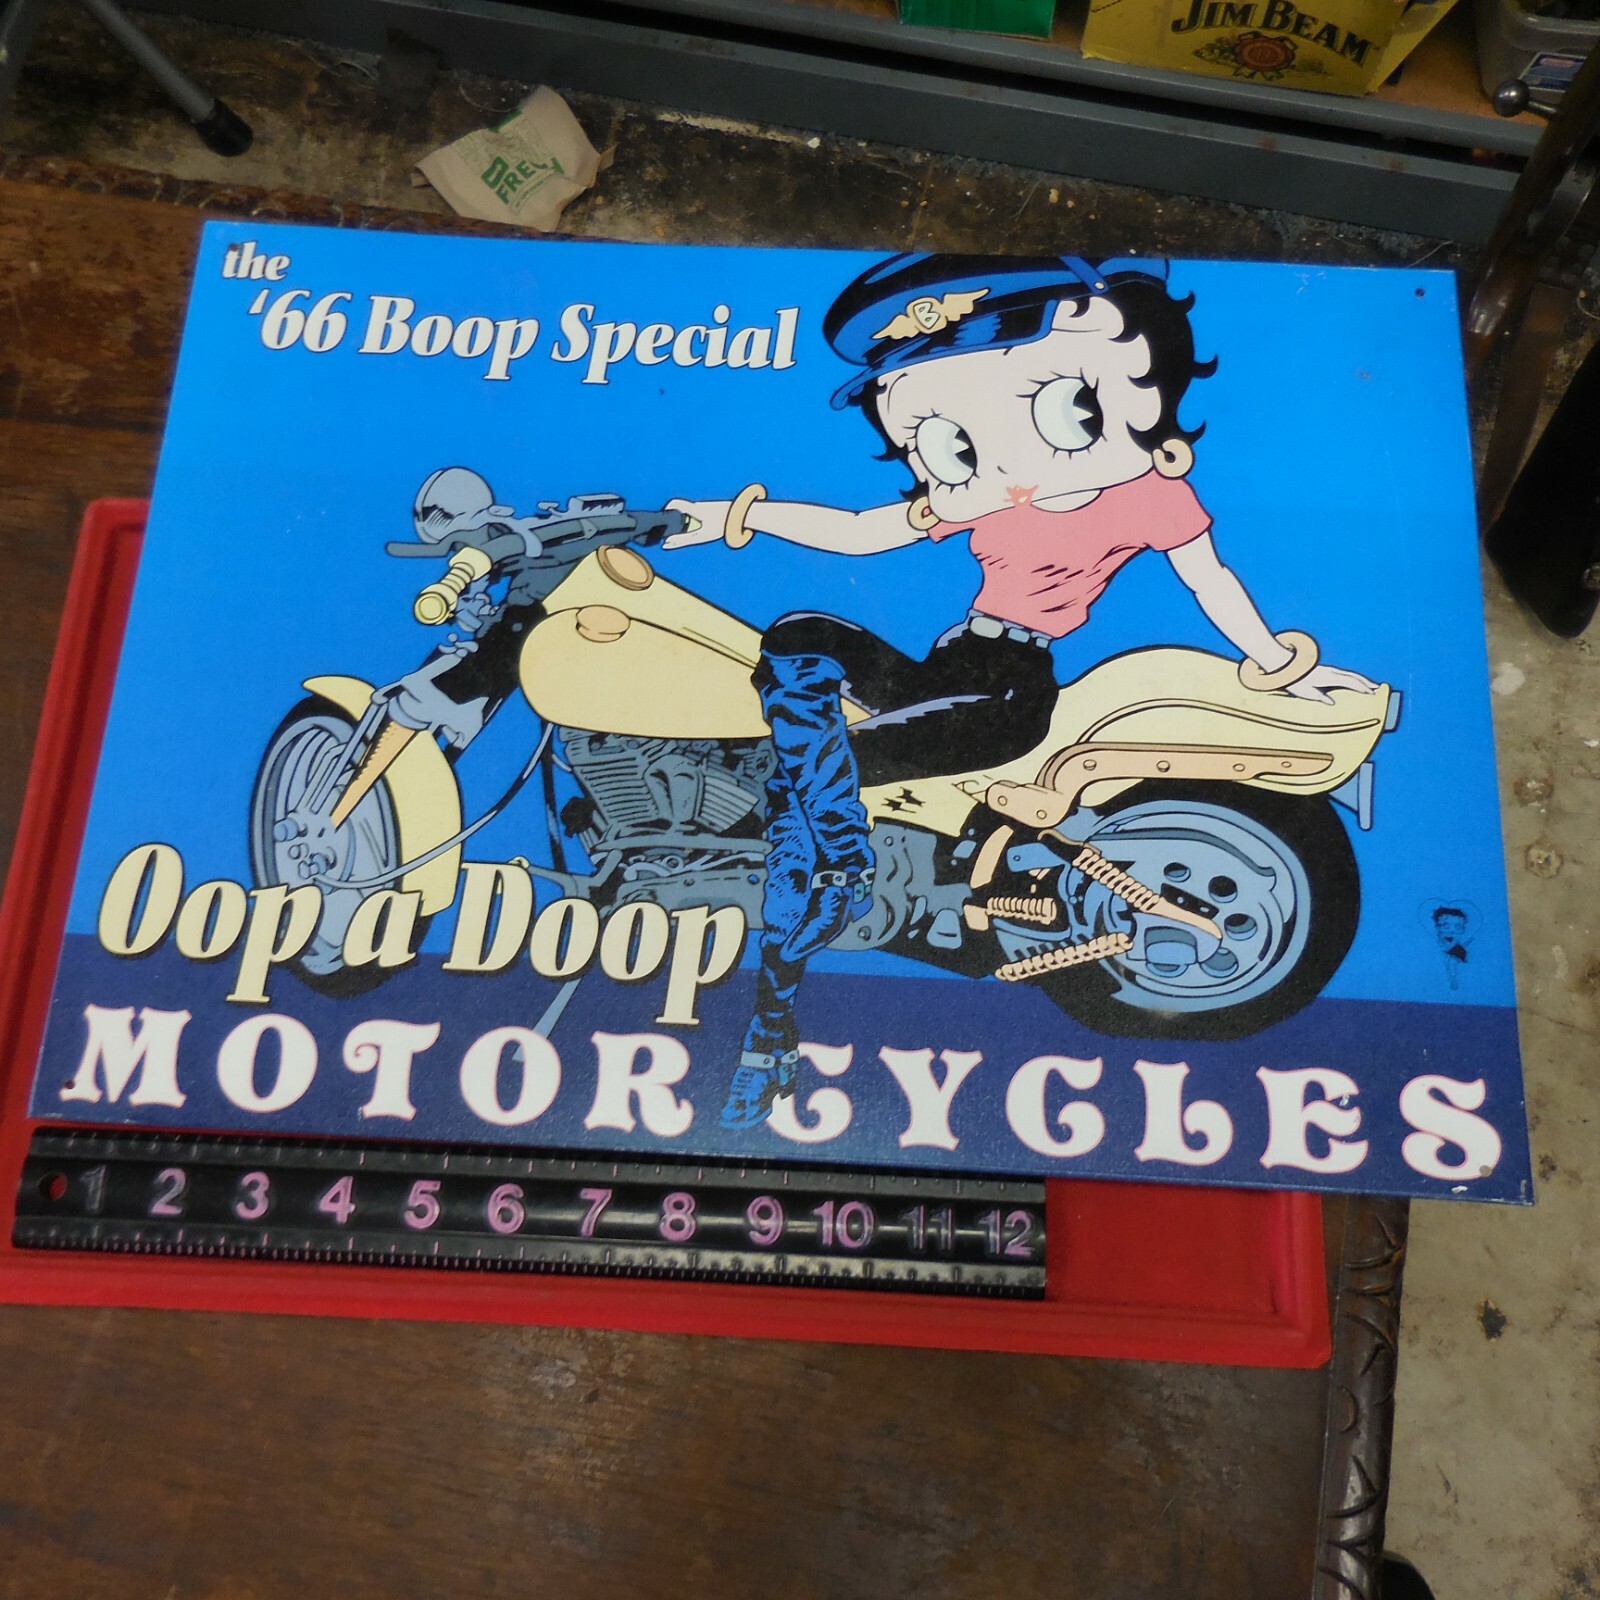 JIM BEAM
FREE
the
'66 Boop Special
B
Oop a Doop
MOTOR CYCLES
1 2 3 4 5 6 7 8 9 10 11 12